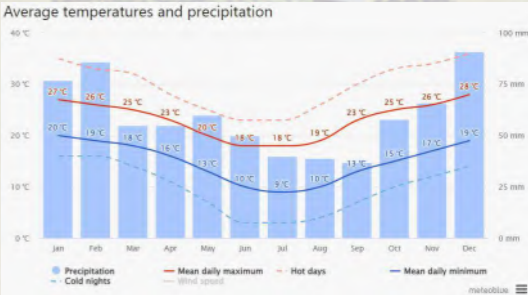 Average temperatures and precipitation
40 °C 100 mm
30 °C 75 mm
20 °C 50 mm
10 °C 25 mm
0 °C 0 mm
27 °C 26 °C 25 °C 23 °C 20 °C 18 °C 18 °C 19 °C 23 °C 25 °C 26 °C 28 °C
20 °C 19 °C 18 °C 16 °C 13 °C 10 °C 9 °C 10 °C 13 °C 15 °C 17 °C 19 °C
Jan Feb Mar Apr May Jun Jul Aug Sep Oct Nov Dec
Precipitation Mean daily maximum Hot days Mean daily minimum
Cold nights Wind speed
meteoblue